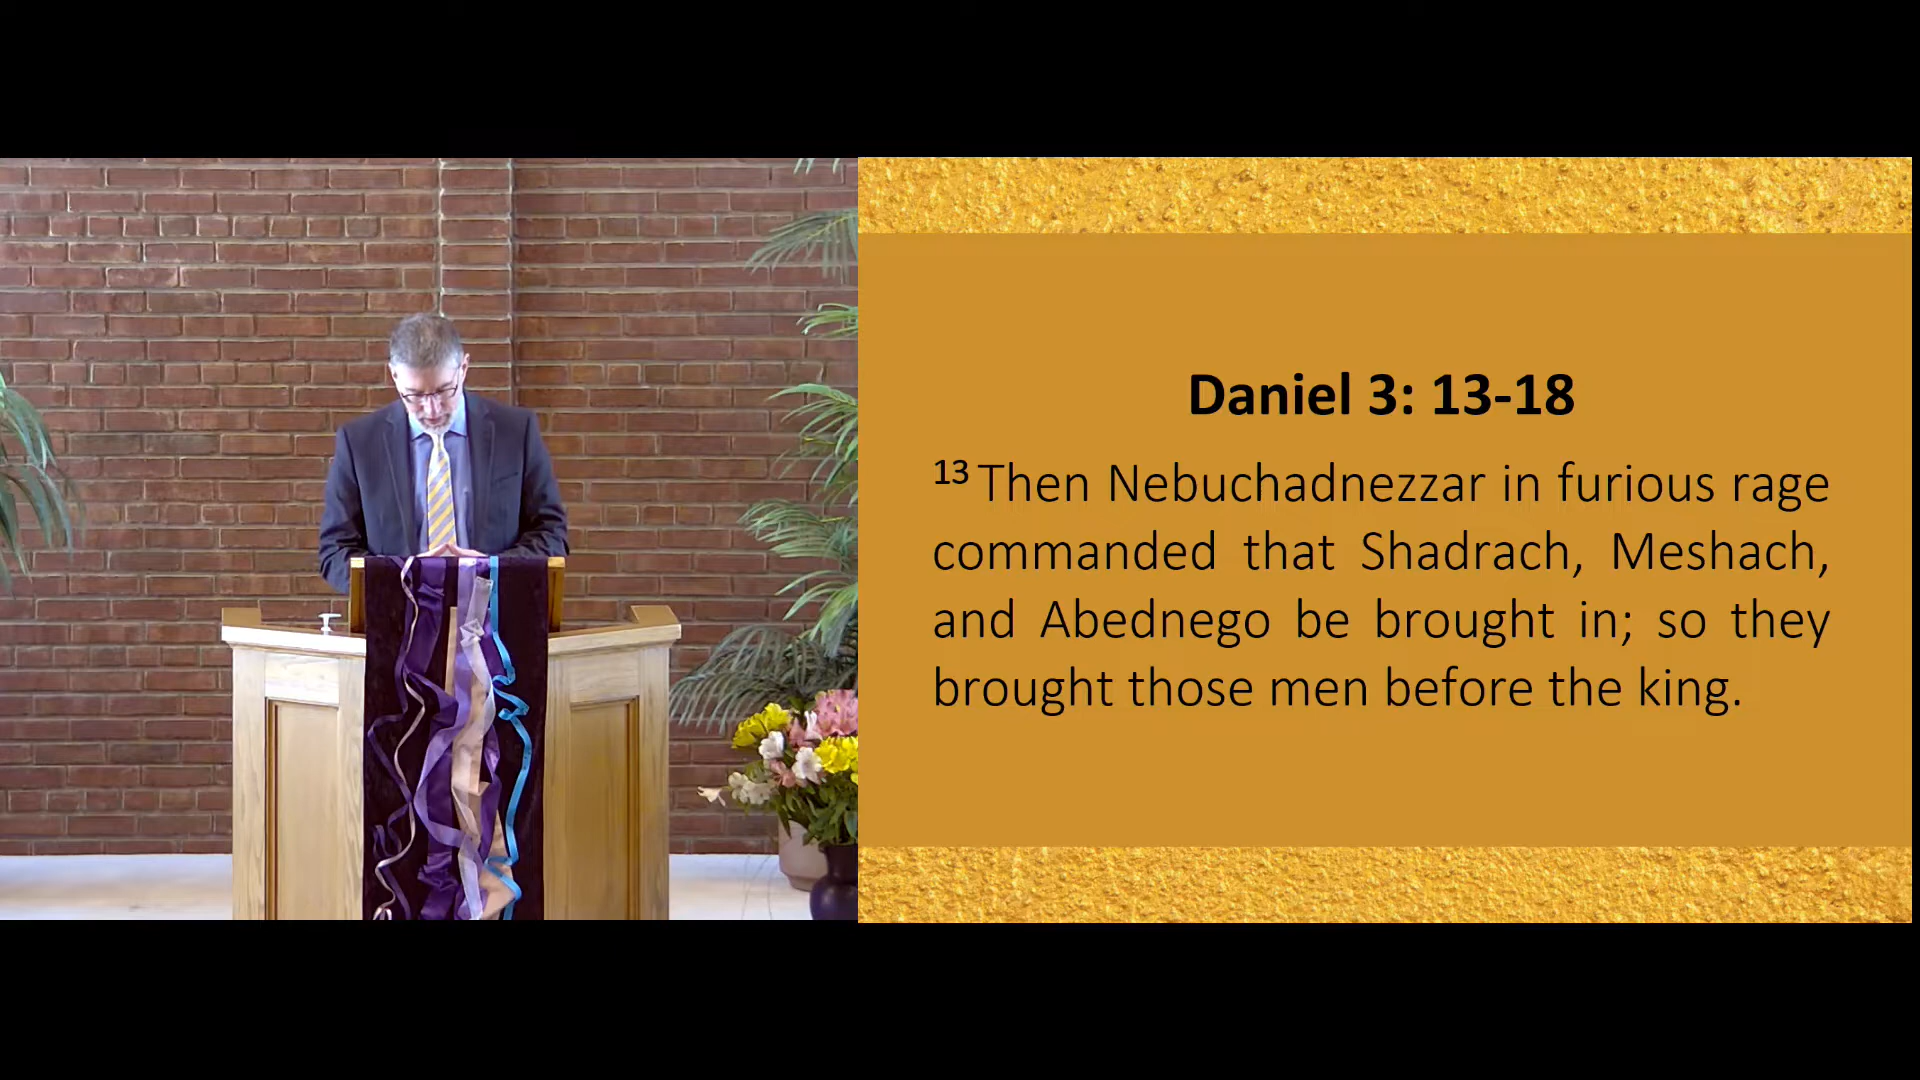 Daniel 3: 13-18
13 Then Nebuchadnezzar in furious rage
commanded that Shadrach, Meshach,
and Abednego be brought in; so they
brought those men before the king.